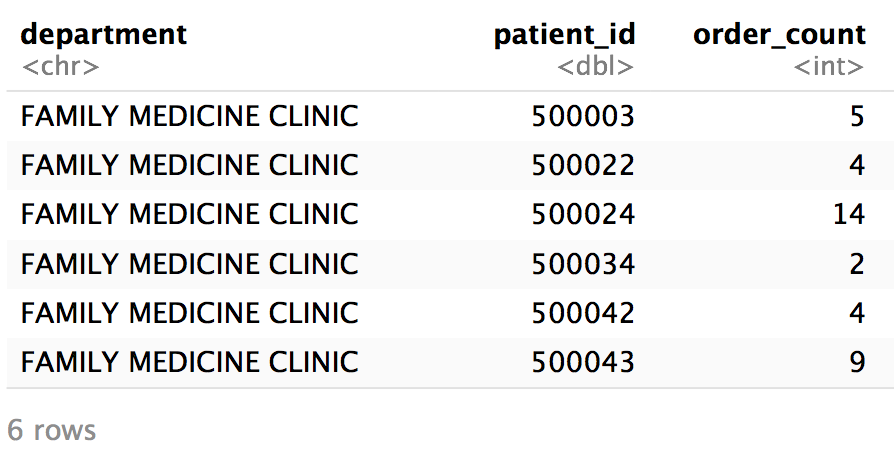 department patient_id order_count
<chr> <dbl> <int>
FAMILY MEDICINE CLINIC 500003 5
FAMILY MEDICINE CLINIC 500022 4
FAMILY MEDICINE CLINIC 500024 14
FAMILY MEDICINE CLINIC 500034 2
FAMILY MEDICINE CLINIC 500042 4
FAMILY MEDICINE CLINIC 500043 9
6 rows